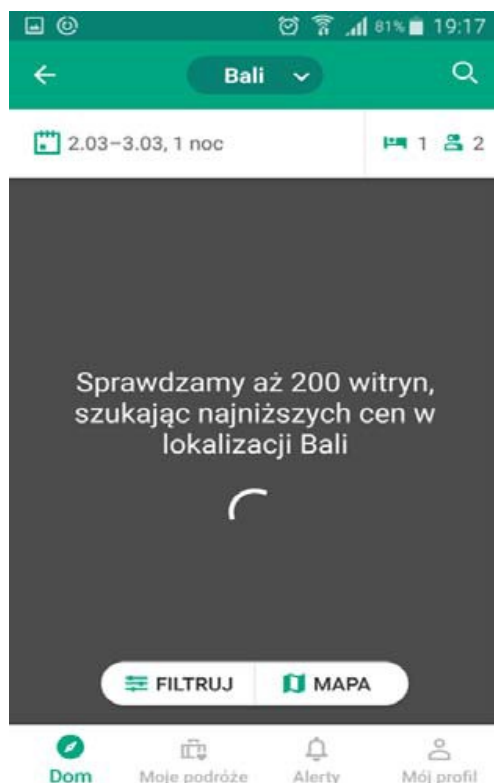 81% 19:17
Bali
2.03–3.03, 1 noc 1 2
Sprawdzamy aż 200 witryn,
szukając najniższych cen w
lokalizacji Bali
FILTRUJ MAPA
Dom Moje podróże Alerty Mój profil